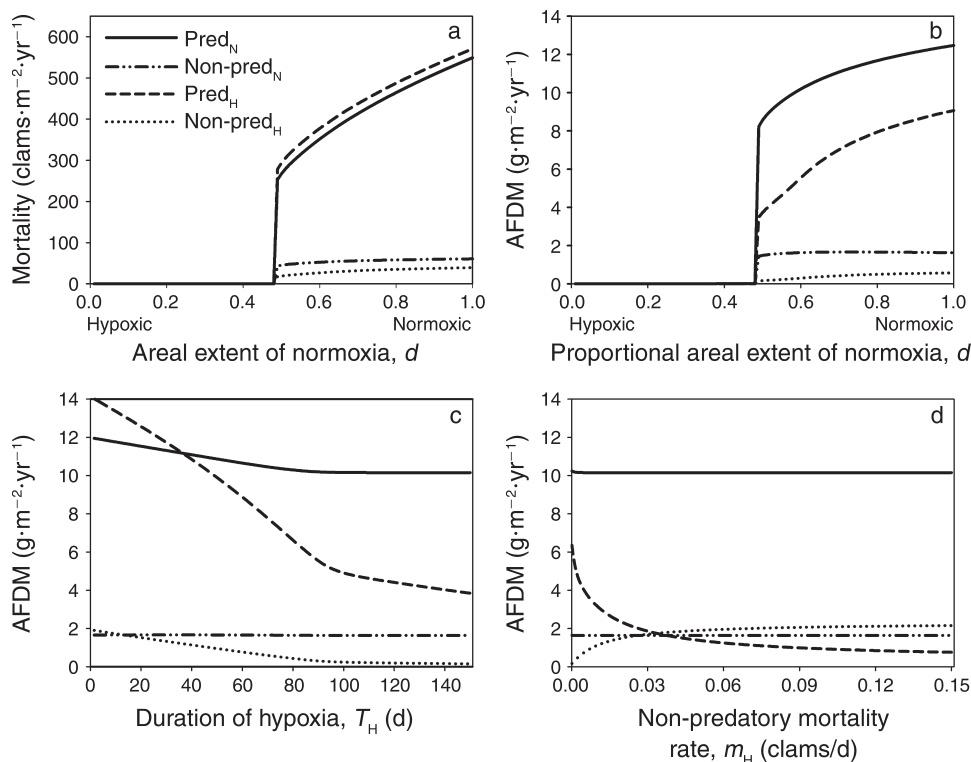 a
Mortality (clams·m⁻²·yr⁻¹)
600
500
400
300
200
100
0
Pred_N
Non-pred_N
Pred_H
Non-pred_H
0.0 0.2 0.4 0.6 0.8 1.0
Hypoxic Normoxic
Areal extent of normoxia, d
b
AFDM (g·m⁻²·yr⁻¹)
14
12
10
8
6
4
2
0
0.0 0.2 0.4 0.6 0.8 1.0
Hypoxic Normoxic
Proportional areal extent of normoxia, d
c
AFDM (g·m⁻²·yr⁻¹)
14
12
10
8
6
4
2
0
0 20 40 60 80 100 120 140
Duration of hypoxia, T_H (d)
d
AFDM (g·m⁻²·yr⁻¹)
14
12
10
8
6
4
2
0
0.00 0.03 0.06 0.09 0.12 0.15
Non-predatory mortality
rate, m_H (clams/d)